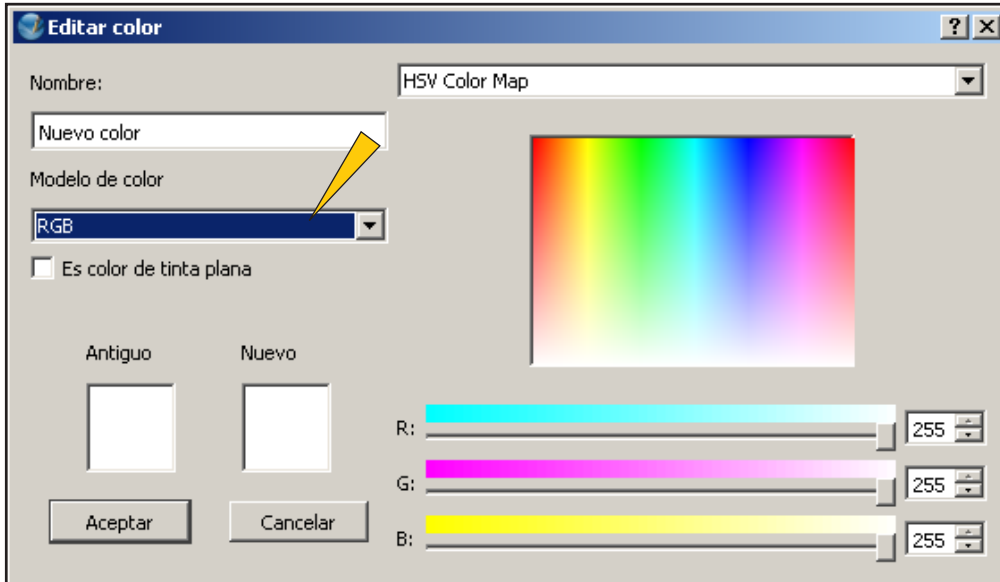 Editar color
Nombre:
HSV Color Map
Nuevo color
Modelo de color
RGB
Es color de tinta plana
Antiguo
Nuevo
R:
255
G:
255
B:
255
Aceptar
Cancelar